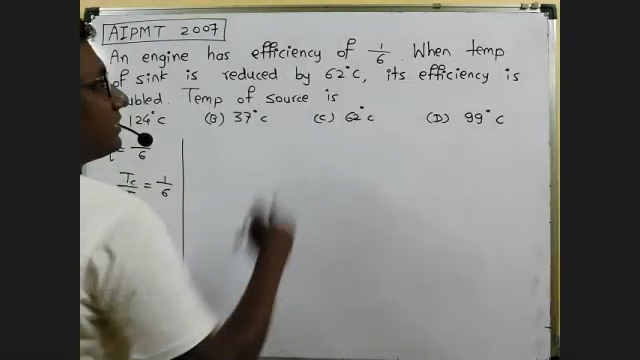 AIPMT 2007
An engine has efficiency of 1/6. When temp
of sink is reduced by 62°C, its efficiency is
Temp of source is
124°C (B) 37°C (C) 62°C (D) 99°C
6
Tc = 1/6